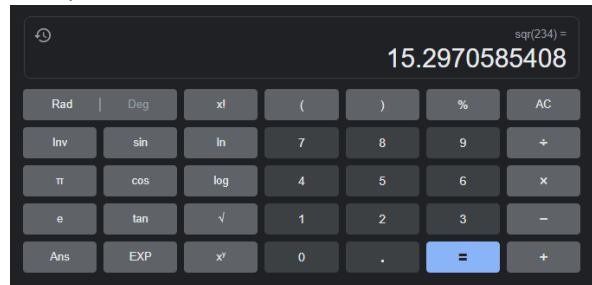 sqr(234) =
15.2970585408
Rad | Deg x! ( ) % AC
Inv sin ln 7 8 9 ÷
π cos log 4 5 6 ×
e tan √ 1 2 3 −
Ans EXP xʸ 0 . = +